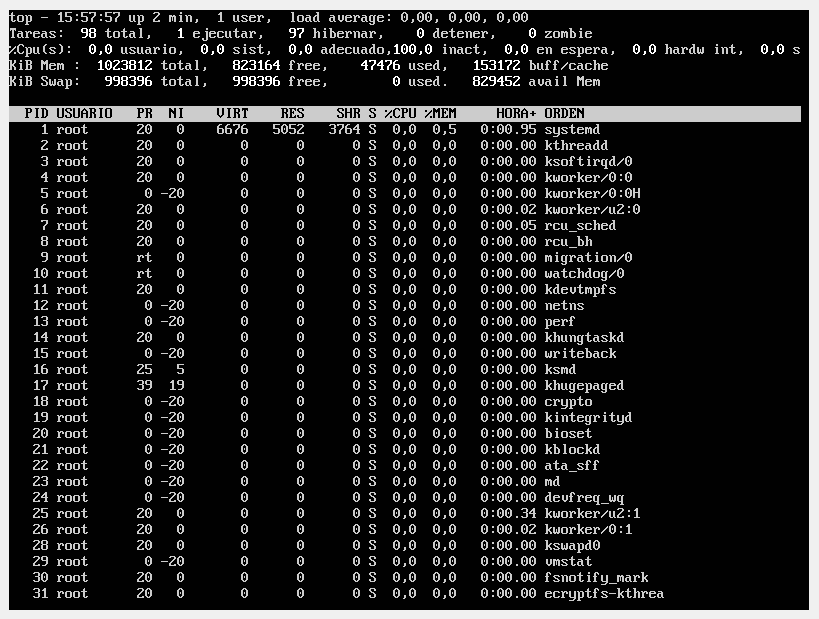 top - 15:57:57 up 2 min,  1 user,  load average: 0,00, 0,00, 0,00
Tareas:  98 total,   1 ejecutar,   97 hibernar,    0 detener,    0 zombie
%Cpu(s):  0,0 usuario,  0,0 sist,  0,0 adecuado,100,0 inact,  0,0 en espera,  0,0 hardw int,  0,0 s
KiB Mem :  1023812 total,   823164 free,    47476 used,   153172 buff/cache
KiB Swap:   998396 total,   998396 free,        0 used.   829452 avail Mem
PID USUARIO   PR  NI    VIRT    RES    SHR S %CPU %MEM     HORA+ ORDEN
1 root      20   0    6676   5052   3764 S  0,0  0,5   0:00.95 systemd
2 root      20   0       0      0      0 S  0,0  0,0   0:00.00 kthreadd
3 root      20   0       0      0      0 S  0,0  0,0   0:00.00 ksoftirqd/0
4 root      20   0       0      0      0 S  0,0  0,0   0:00.00 kworker/0:0
5 root       0 -20       0      0      0 S  0,0  0,0   0:00.00 kworker/0:0H
6 root      20   0       0      0      0 S  0,0  0,0   0:00.02 kworker/u2:0
7 root      20   0       0      0      0 S  0,0  0,0   0:00.05 rcu_sched
8 root      20   0       0      0      0 S  0,0  0,0   0:00.00 rcu_bh
9 root      rt   0       0      0      0 S  0,0  0,0   0:00.00 migration/0
10 root      rt   0       0      0      0 S  0,0  0,0   0:00.00 watchdog/0
11 root      20   0       0      0      0 S  0,0  0,0   0:00.00 kdevtmpfs
12 root       0 -20       0      0      0 S  0,0  0,0   0:00.00 netns
13 root       0 -20       0      0      0 S  0,0  0,0   0:00.00 perf
14 root      20   0       0      0      0 S  0,0  0,0   0:00.00 khungtaskd
15 root       0 -20       0      0      0 S  0,0  0,0   0:00.00 writeback
16 root      25   5       0      0      0 S  0,0  0,0   0:00.00 ksmd
17 root      39  19       0      0      0 S  0,0  0,0   0:00.00 khugepaged
18 root       0 -20       0      0      0 S  0,0  0,0   0:00.00 crypto
19 root       0 -20       0      0      0 S  0,0  0,0   0:00.00 kintegrityd
20 root       0 -20       0      0      0 S  0,0  0,0   0:00.00 bioset
21 root       0 -20       0      0      0 S  0,0  0,0   0:00.00 kblockd
22 root       0 -20       0      0      0 S  0,0  0,0   0:00.00 ata_sff
23 root       0 -20       0      0      0 S  0,0  0,0   0:00.00 md
24 root       0 -20       0      0      0 S  0,0  0,0   0:00.00 devfreq_wq
25 root      20   0       0      0      0 S  0,0  0,0   0:00.34 kworker/u2:1
26 root      20   0       0      0      0 S  0,0  0,0   0:00.02 kworker/0:1
28 root      20   0       0      0      0 S  0,0  0,0   0:00.00 kswapd0
29 root       0 -20       0      0      0 S  0,0  0,0   0:00.00 vmstat
30 root      20   0       0      0      0 S  0,0  0,0   0:00.00 fsnotify_mark
31 root      20   0       0      0      0 S  0,0  0,0   0:00.00 ecryptfs-kthrea